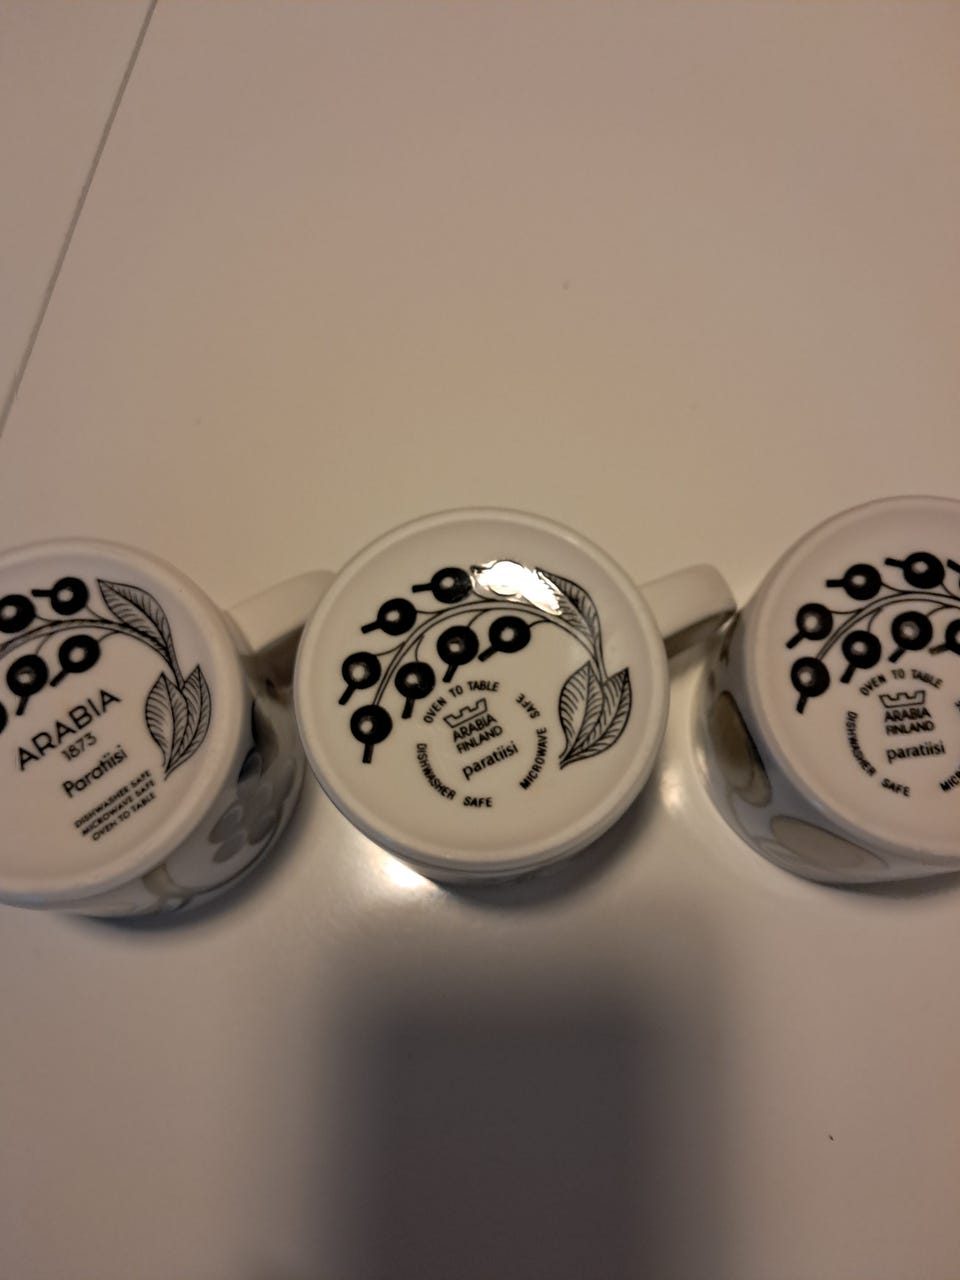 ARABIA
1873
Paratiisi
DISHWASHER SAFE
MICROWAVE SAFE
OVEN TO TABLE
OVEN TO TABLE
ARABIA
FINLAND
paratiisi
DISHWASHER SAFE
MICROWAVE SAFE
OVEN TO TABLE
ARABIA
FINLAND
paratiisi
DISHWASHER SAFE